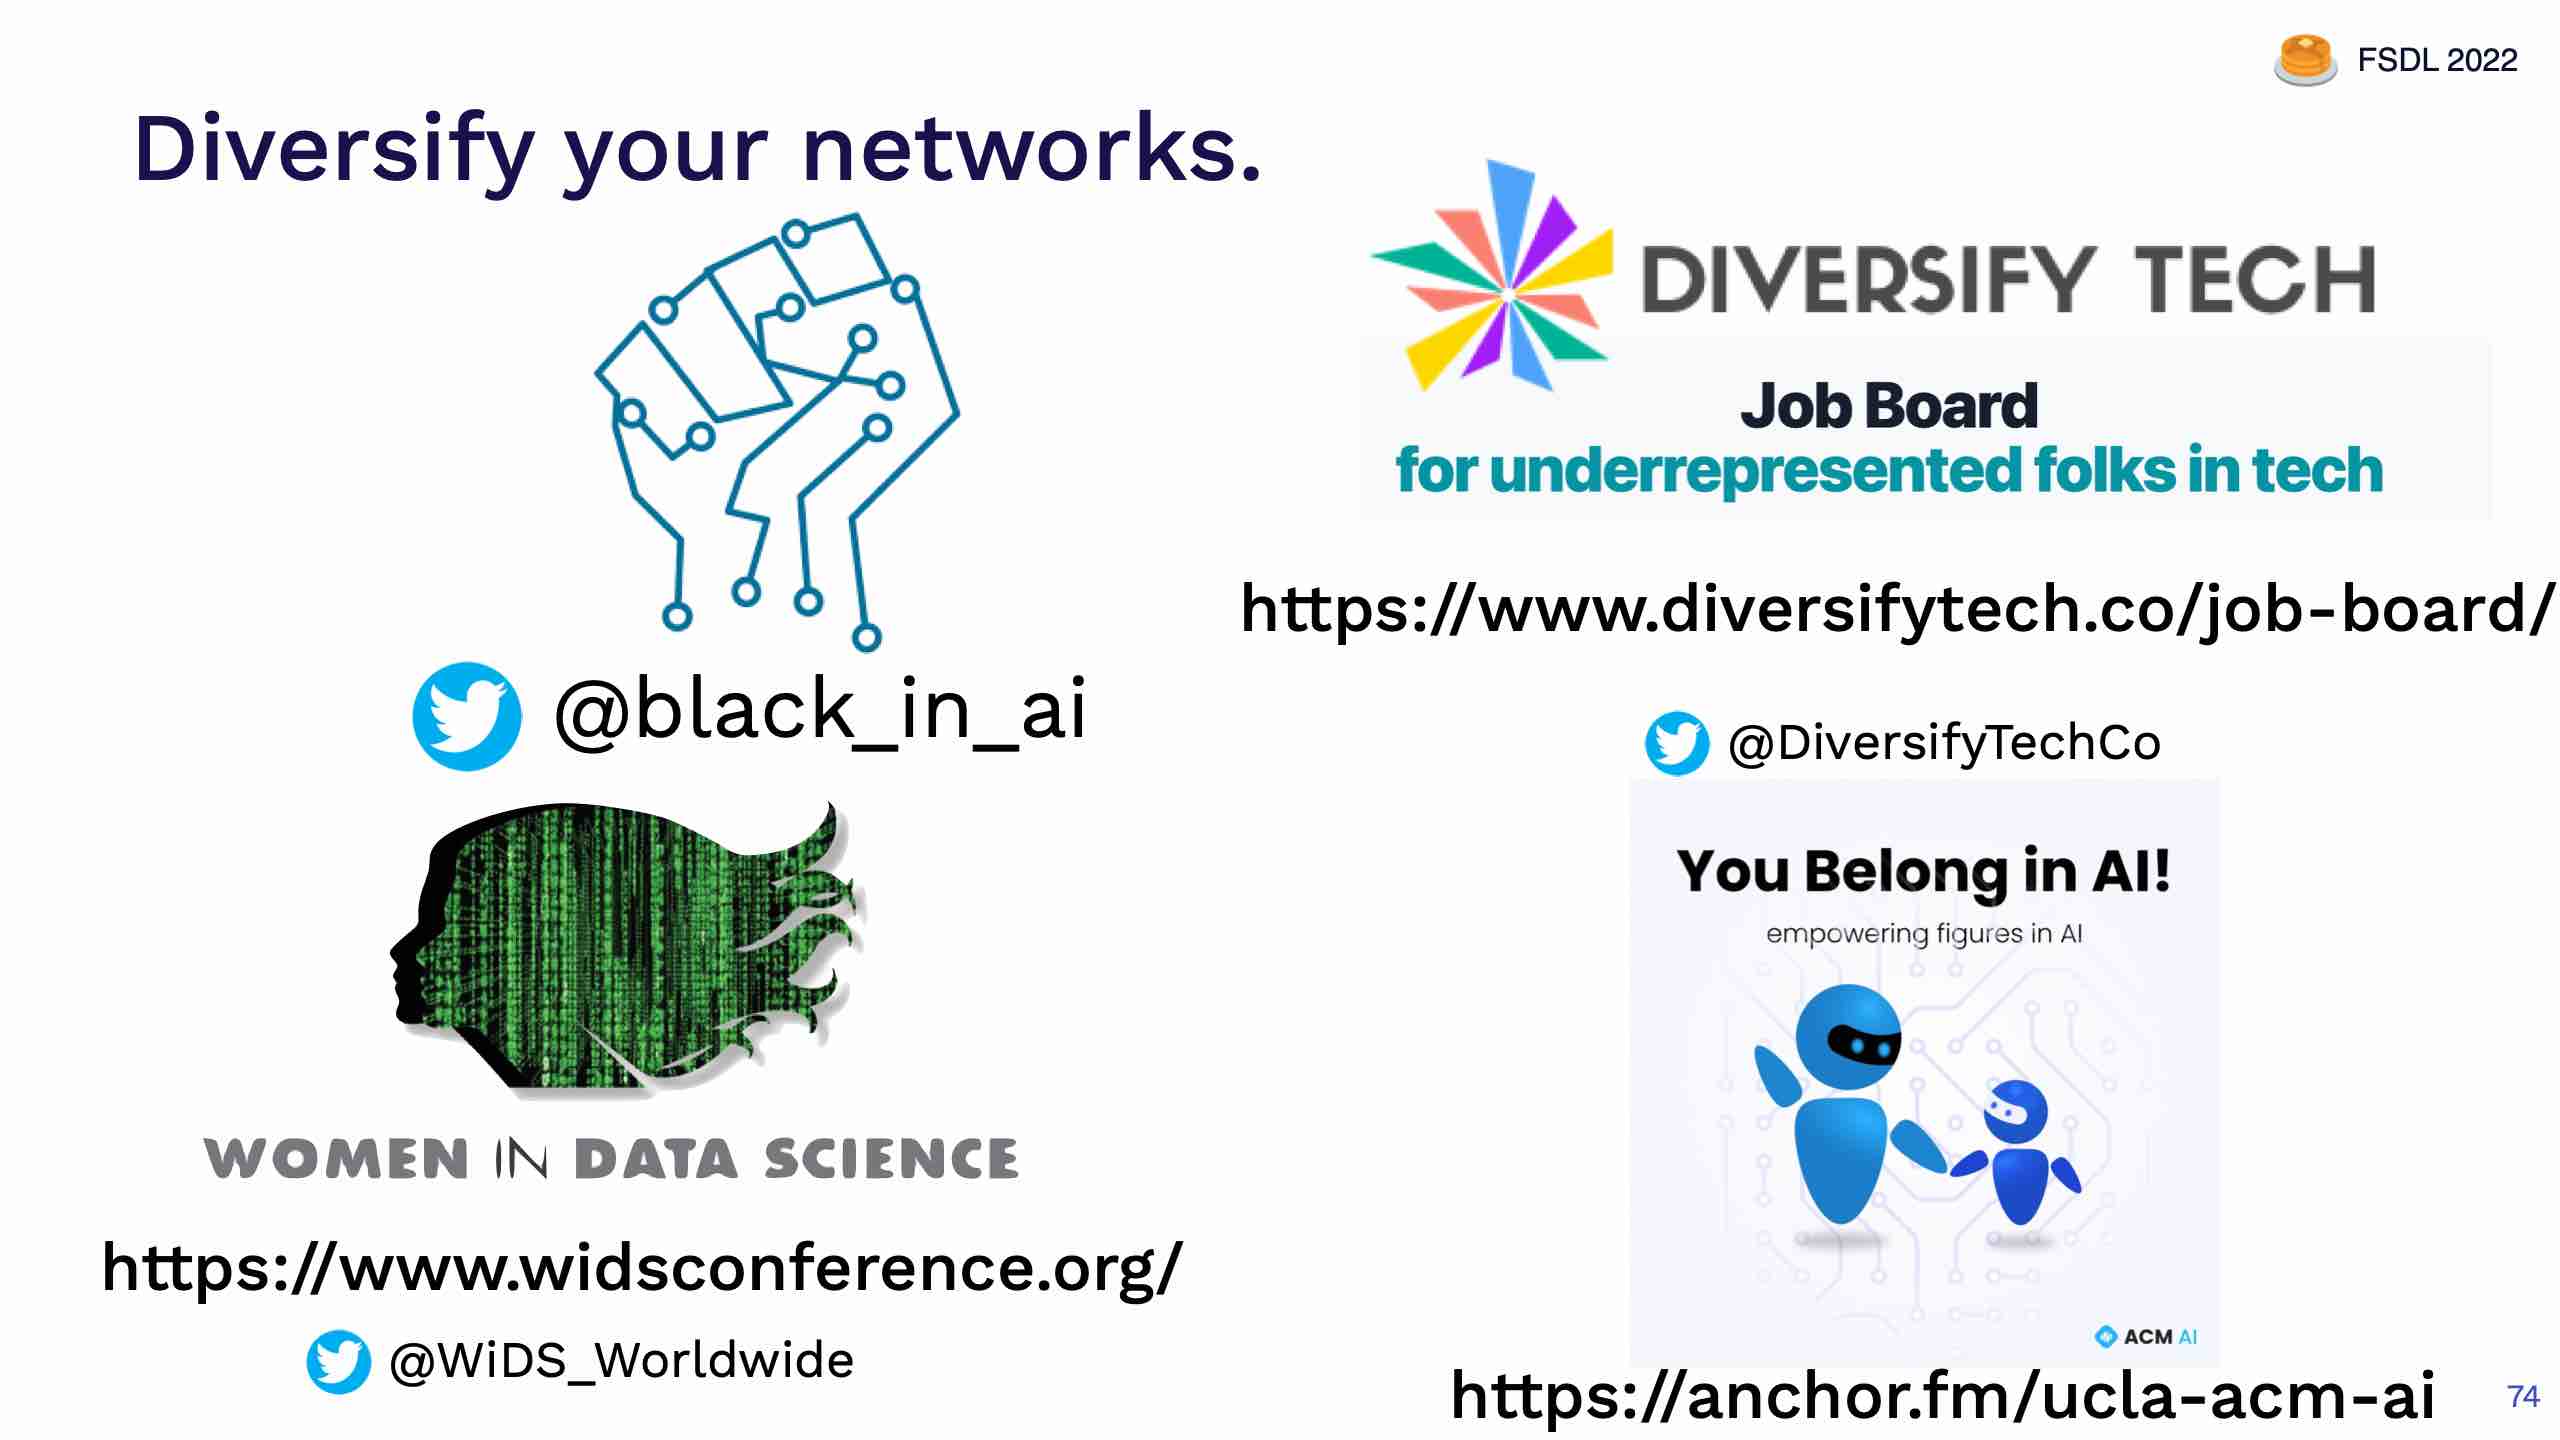 FSDL 2022
Diversify your networks.
DIVERSIFY TECH
Job Board
for underrepresented folks in tech
https://www.diversifytech.co/job-board/
@black_in_ai
@DiversifyTechCo
You Belong in AI!
empowering figures in AI
WOMEN IN DATA SCIENCE
https://www.widsconference.org/
@WiDS_Worldwide
ACM AI
https://anchor.fm/ucla-acm-ai
74